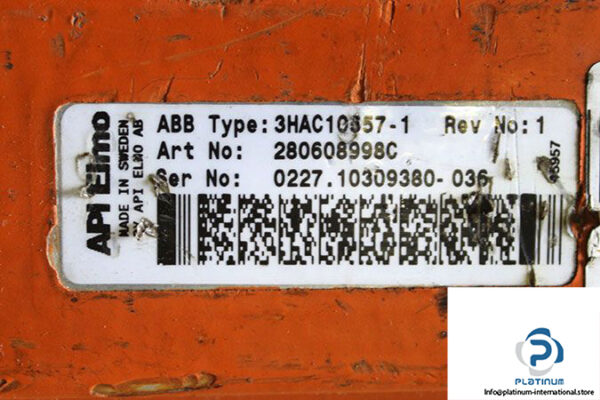 API Elmo
MADE IN SWEDEN
BY API ELMO AB
ABB Type: 3HAC10357-1 Rev No: 1
Art No: 280608998C
Ser No: 0227.10309380-036
PLATINUM
Info@platinum-international.store